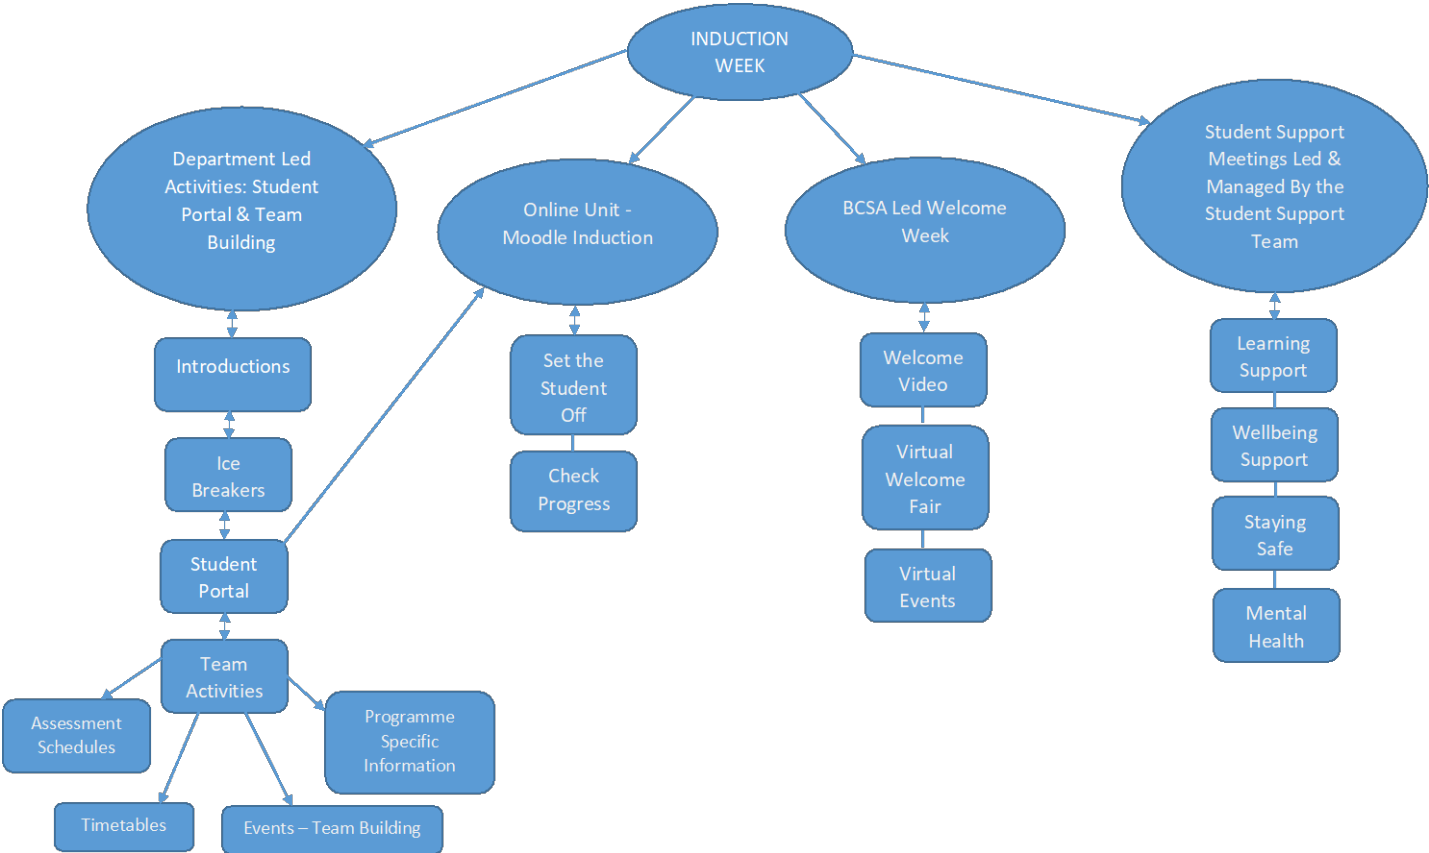 INDUCTION
WEEK
Department Led
Activities: Student
Portal & Team
Building
Online Unit -
Moodle Induction
BCSA Led Welcome
Week
Student Support
Meetings Led &
Managed By the
Student Support
Team
Introductions
Ice
Breakers
Student
Portal
Team
Activities
Assessment
Schedules
Timetables
Events – Team Building
Programme
Specific
Information
Set the
Student
Off
Check
Progress
Welcome
Video
Virtual
Welcome
Fair
Virtual
Events
Learning
Support
Wellbeing
Support
Staying
Safe
Mental
Health